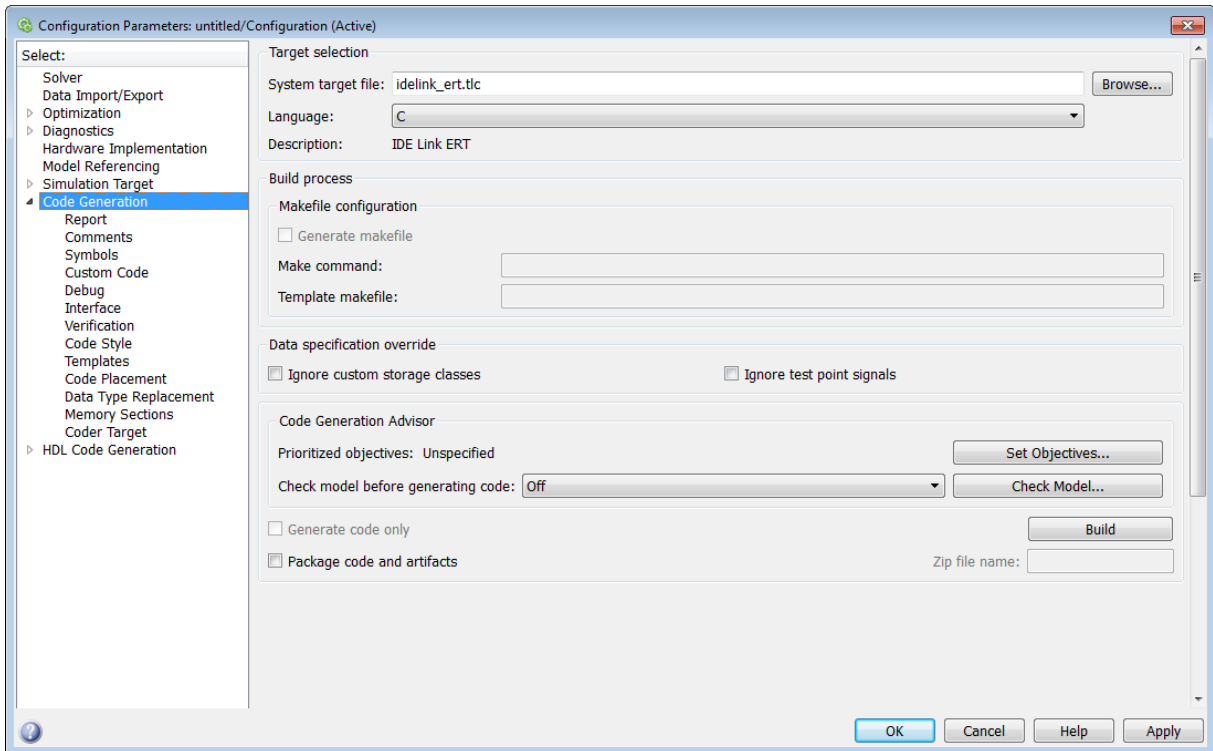 Configuration Parameters: untitled/Configuration (Active)
Select:
Solver
Data Import/Export
Optimization
Diagnostics
Hardware Implementation
Model Referencing
Simulation Target
Code Generation
Report
Comments
Symbols
Custom Code
Debug
Interface
Verification
Code Style
Templates
Code Placement
Data Type Replacement
Memory Sections
Coder Target
HDL Code Generation
Target selection
System target file: idelink_ert.tlc Browse...
Language: C
Description: IDE Link ERT
Build process
Makefile configuration
Generate makefile
Make command:
Template makefile:
Data specification override
Ignore custom storage classes Ignore test point signals
Code Generation Advisor
Prioritized objectives: Unspecified Set Objectives...
Check model before generating code: Off Check Model...
Generate code only Build
Package code and artifacts Zip file name:
OK Cancel Help Apply